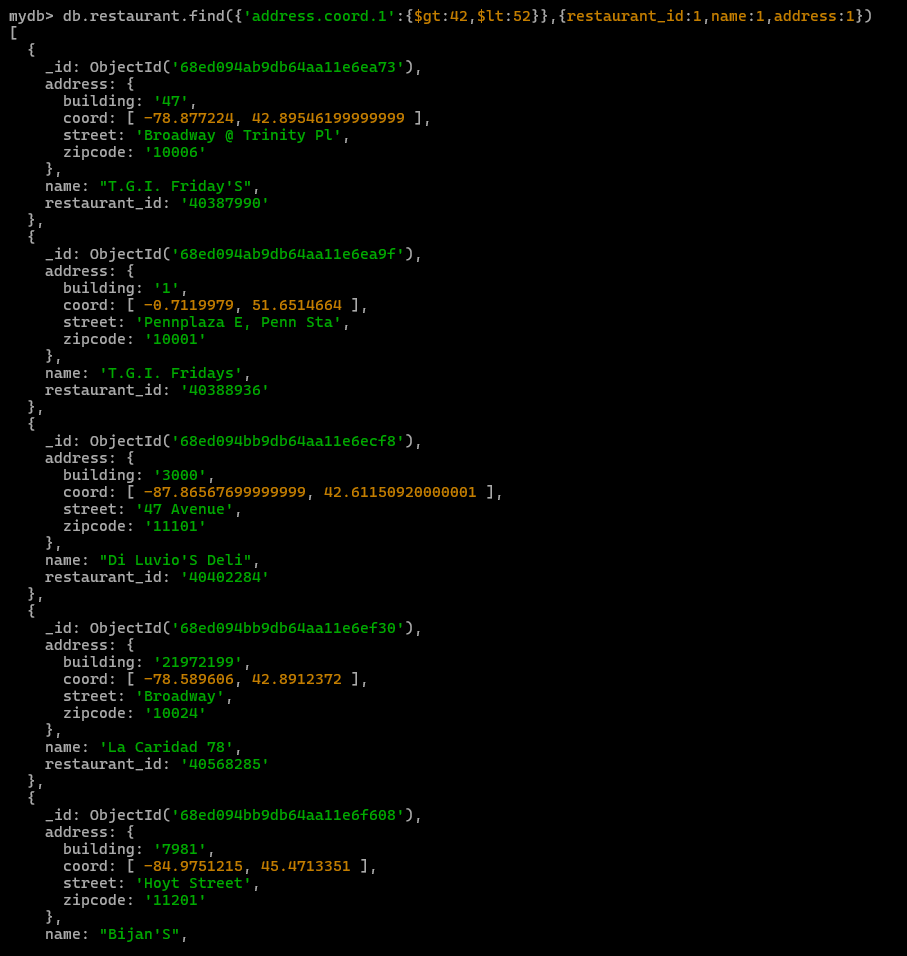 mydb> db.restaurant.find({'address.coord.1':{$gt:42,$lt:52}},{restaurant_id:1,name:1,address:1})
[
  {
    _id: ObjectId('68ed094ab9db64aa11e6ea73'),
    address: {
      building: '47',
      coord: [ -78.877224, 42.89546199999999 ],
      street: 'Broadway @ Trinity Pl',
      zipcode: '10006'
    },
    name: "T.G.I. Friday'S",
    restaurant_id: '40387990'
  },
  {
    _id: ObjectId('68ed094ab9db64aa11e6ea9f'),
    address: {
      building: '1',
      coord: [ -0.7119979, 51.6514664 ],
      street: 'Pennplaza E, Penn Sta',
      zipcode: '10001'
    },
    name: 'T.G.I. Fridays',
    restaurant_id: '40388936'
  },
  {
    _id: ObjectId('68ed094bb9db64aa11e6ecf8'),
    address: {
      building: '3000',
      coord: [ -87.86567699999999, 42.61150920000001 ],
      street: '47 Avenue',
      zipcode: '11101'
    },
    name: "Di Luvio'S Deli",
    restaurant_id: '40402284'
  },
  {
    _id: ObjectId('68ed094bb9db64aa11e6ef30'),
    address: {
      building: '21972199',
      coord: [ -78.589606, 42.8912372 ],
      street: 'Broadway',
      zipcode: '10024'
    },
    name: 'La Caridad 78',
    restaurant_id: '40568285'
  },
  {
    _id: ObjectId('68ed094bb9db64aa11e6f608'),
    address: {
      building: '7981',
      coord: [ -84.9751215, 45.4713351 ],
      street: 'Hoyt Street',
      zipcode: '11201'
    },
    name: "Bijan'S",